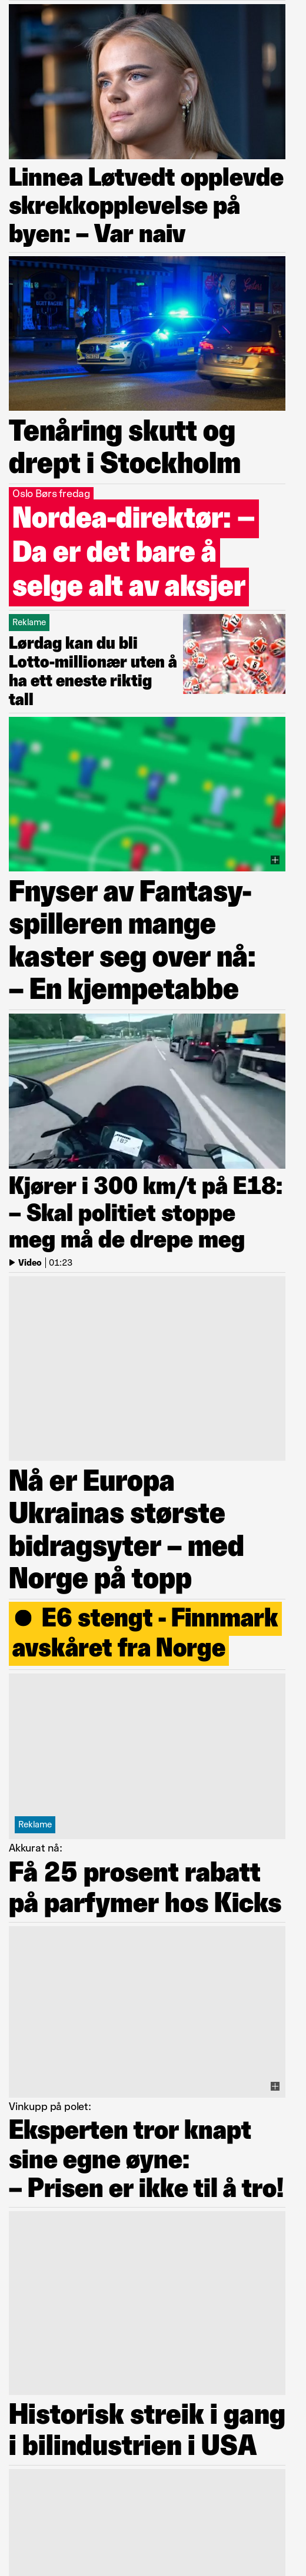 Linnea Løtvedt opplevde
skrekkopplevelse på
byen: – Var naiv
Tenåring skutt og
drept i Stockholm
Oslo Børs fredag
Nordea-direktør: –
Da er det bare å
selge alt av aksjer
Reklame
Lørdag kan du bli
Lotto-millionær uten å
ha ett eneste riktig
tall
Fnyser av Fantasy-
spilleren mange
kaster seg over nå:
– En kjempetabbe
Kjører i 300 km/t på E18:
– Skal politiet stoppe
meg må de drepe meg
Video | 01:23
Nå er Europa
Ukrainas største
bidragsyter – med
Norge på topp
● E6 stengt - Finnmark
avskåret fra Norge
Reklame
Akkurat nå:
Få 25 prosent rabatt
på parfymer hos Kicks
Vinkupp på polet:
Eksperten tror knapt
sine egne øyne:
– Prisen er ikke til å tro!
Historisk streik i gang
i bilindustrien i USA